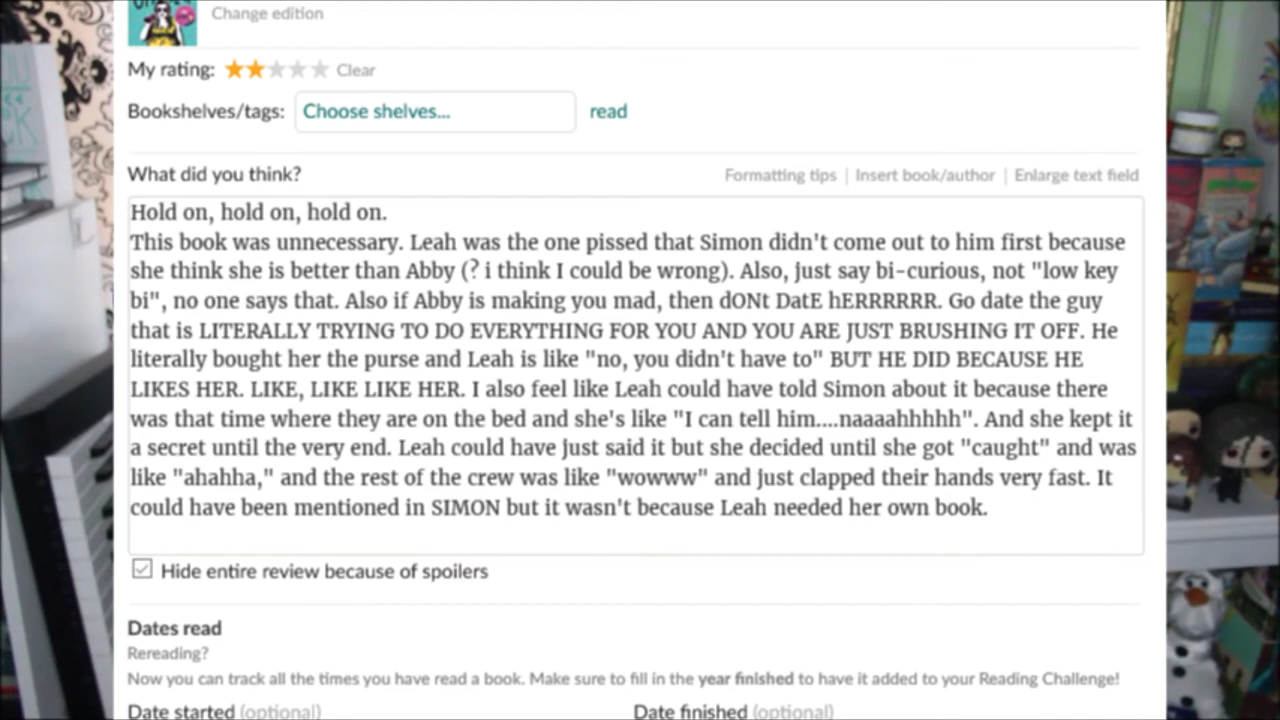 Change edition
My rating: Clear
Bookshelves/tags: Choose shelves... read
What did you think? Formatting tips | Insert book/author | Enlarge text field
Hold on, hold on, hold on.
This book was unnecessary. Leah was the one pissed that Simon didn't come out to him first because
she think she is better than Abby (? i think I could be wrong). Also, just say bi-curious, not "low key
bi", no one says that. Also if Abby is making you mad, then dONt DatE hERRRRRR. Go date the guy
that is LITERALLY TRYING TO DO EVERYTHING FOR YOU AND YOU ARE JUST BRUSHING IT OFF. He
literally bought her the purse and Leah is like "no, you didn't have to" BUT HE DID BECAUSE HE
LIKES HER. LIKE, LIKE LIKE HER. I also feel like Leah could have told Simon about it because there
was that time where they are on the bed and she's like "I can tell him....naaaahhhhh". And she kept it
a secret until the very end. Leah could have just said it but she decided until she got "caught" and was
like "ahahha," and the rest of the crew was like "wowww" and just clapped their hands very fast. It
could have been mentioned in SIMON but it wasn't because Leah needed her own book.
Hide entire review because of spoilers
Dates read
Rereading?
Now you can track all the times you have read a book. Make sure to fill in the year finished to have it added to your Reading Challenge!
Date started (optional) Date finished (optional)